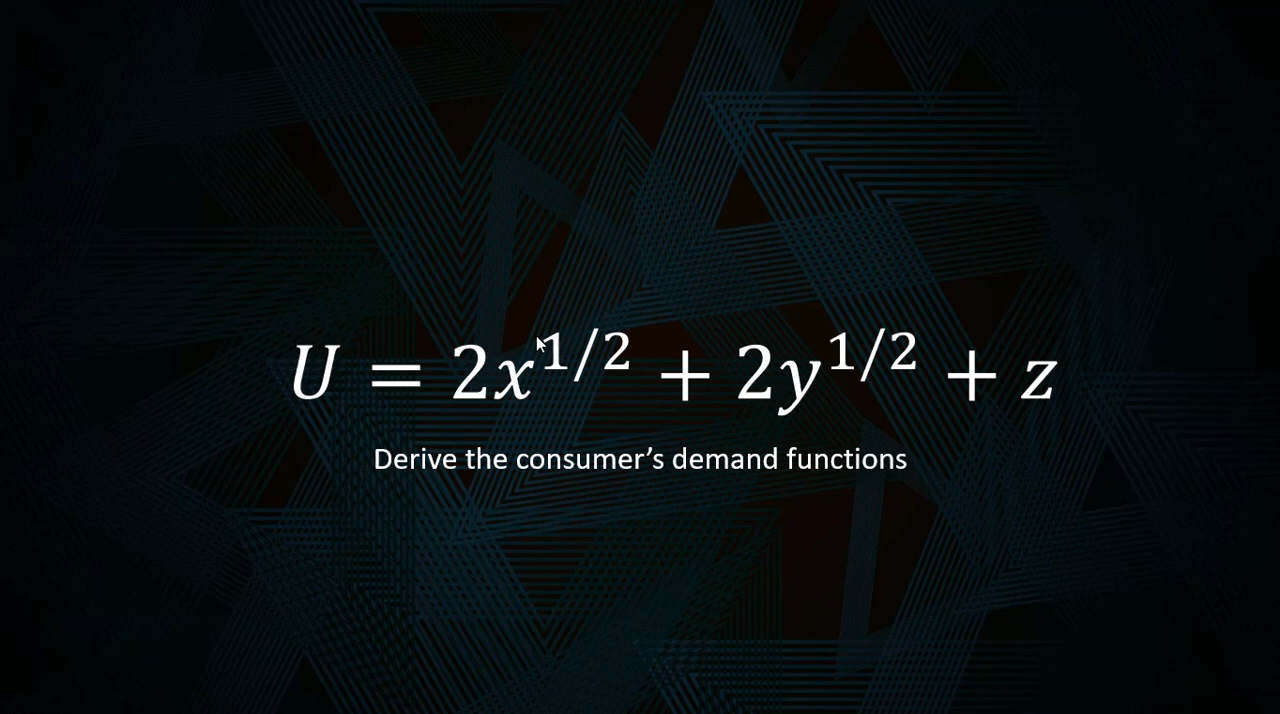 U = 2x^{1/2} + 2y^{1/2} + z
Derive the consumer’s demand functions